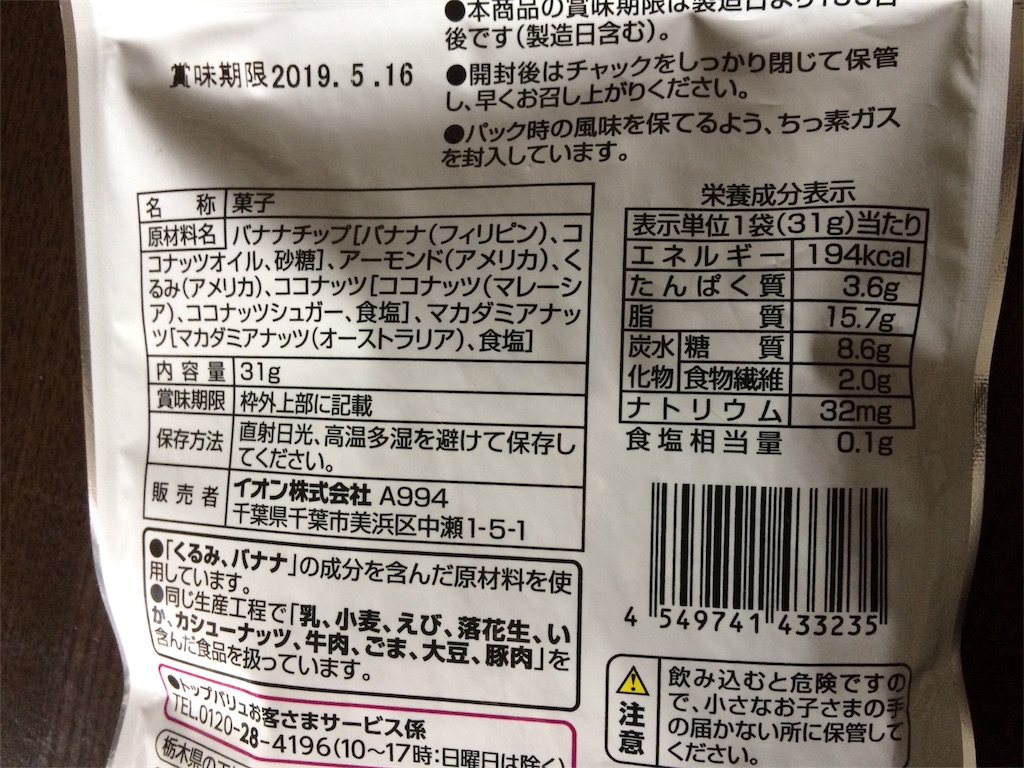 ●本商品の賞味期限は製造日より
後です(製造日含む)。
賞味期限2019.5.16
●開封後はチャックをしっかり閉じて保管
し、早くお召し上がりください。
●パック時の風味を保てるよう、ちっ素ガス
を封入しています。
名称 菓子
原材料名 バナナチップ[バナナ(フィリピン)、コ
コナッツオイル、砂糖]、アーモンド(アメリカ)、く
るみ(アメリカ)、ココナッツ[ココナッツ(マレーシ
ア)、ココナッツシュガー、食塩]、マカダミアナッ
ツ[マカダミアナッツ(オーストラリア)、食塩]
内容量 31g
賞味期限 枠外上部に記載
保存方法 直射日光、高温多湿を避けて保存し
てください。
販売者 イオン株式会社 A994
千葉県千葉市美浜区中瀬1-5-1
●「くるみ、バナナ」の成分を含んだ原材料を使
用しています。
●同じ生産工程で「乳、小麦、えび、落花生、い
か、カシューナッツ、牛肉、ごま、大豆、豚肉」を
含んだ食品を扱っています。
●トップバリュお客さまサービス係
TEL.0120-28-4196(10〜17時:日曜日は除く)
栃木県の
栄養成分表示
表示単位1袋(31g)当たり
エネルギー 194kcal
たんぱく質 3.6g
脂質 15.7g
炭水化物 糖質 8.6g
食物繊維 2.0g
ナトリウム 32mg
食塩相当量 0.1g
4 549741 433235
注意
飲み込むと危険ですの
で、小さなお子さまの手
の届かない所に保管して
ください。